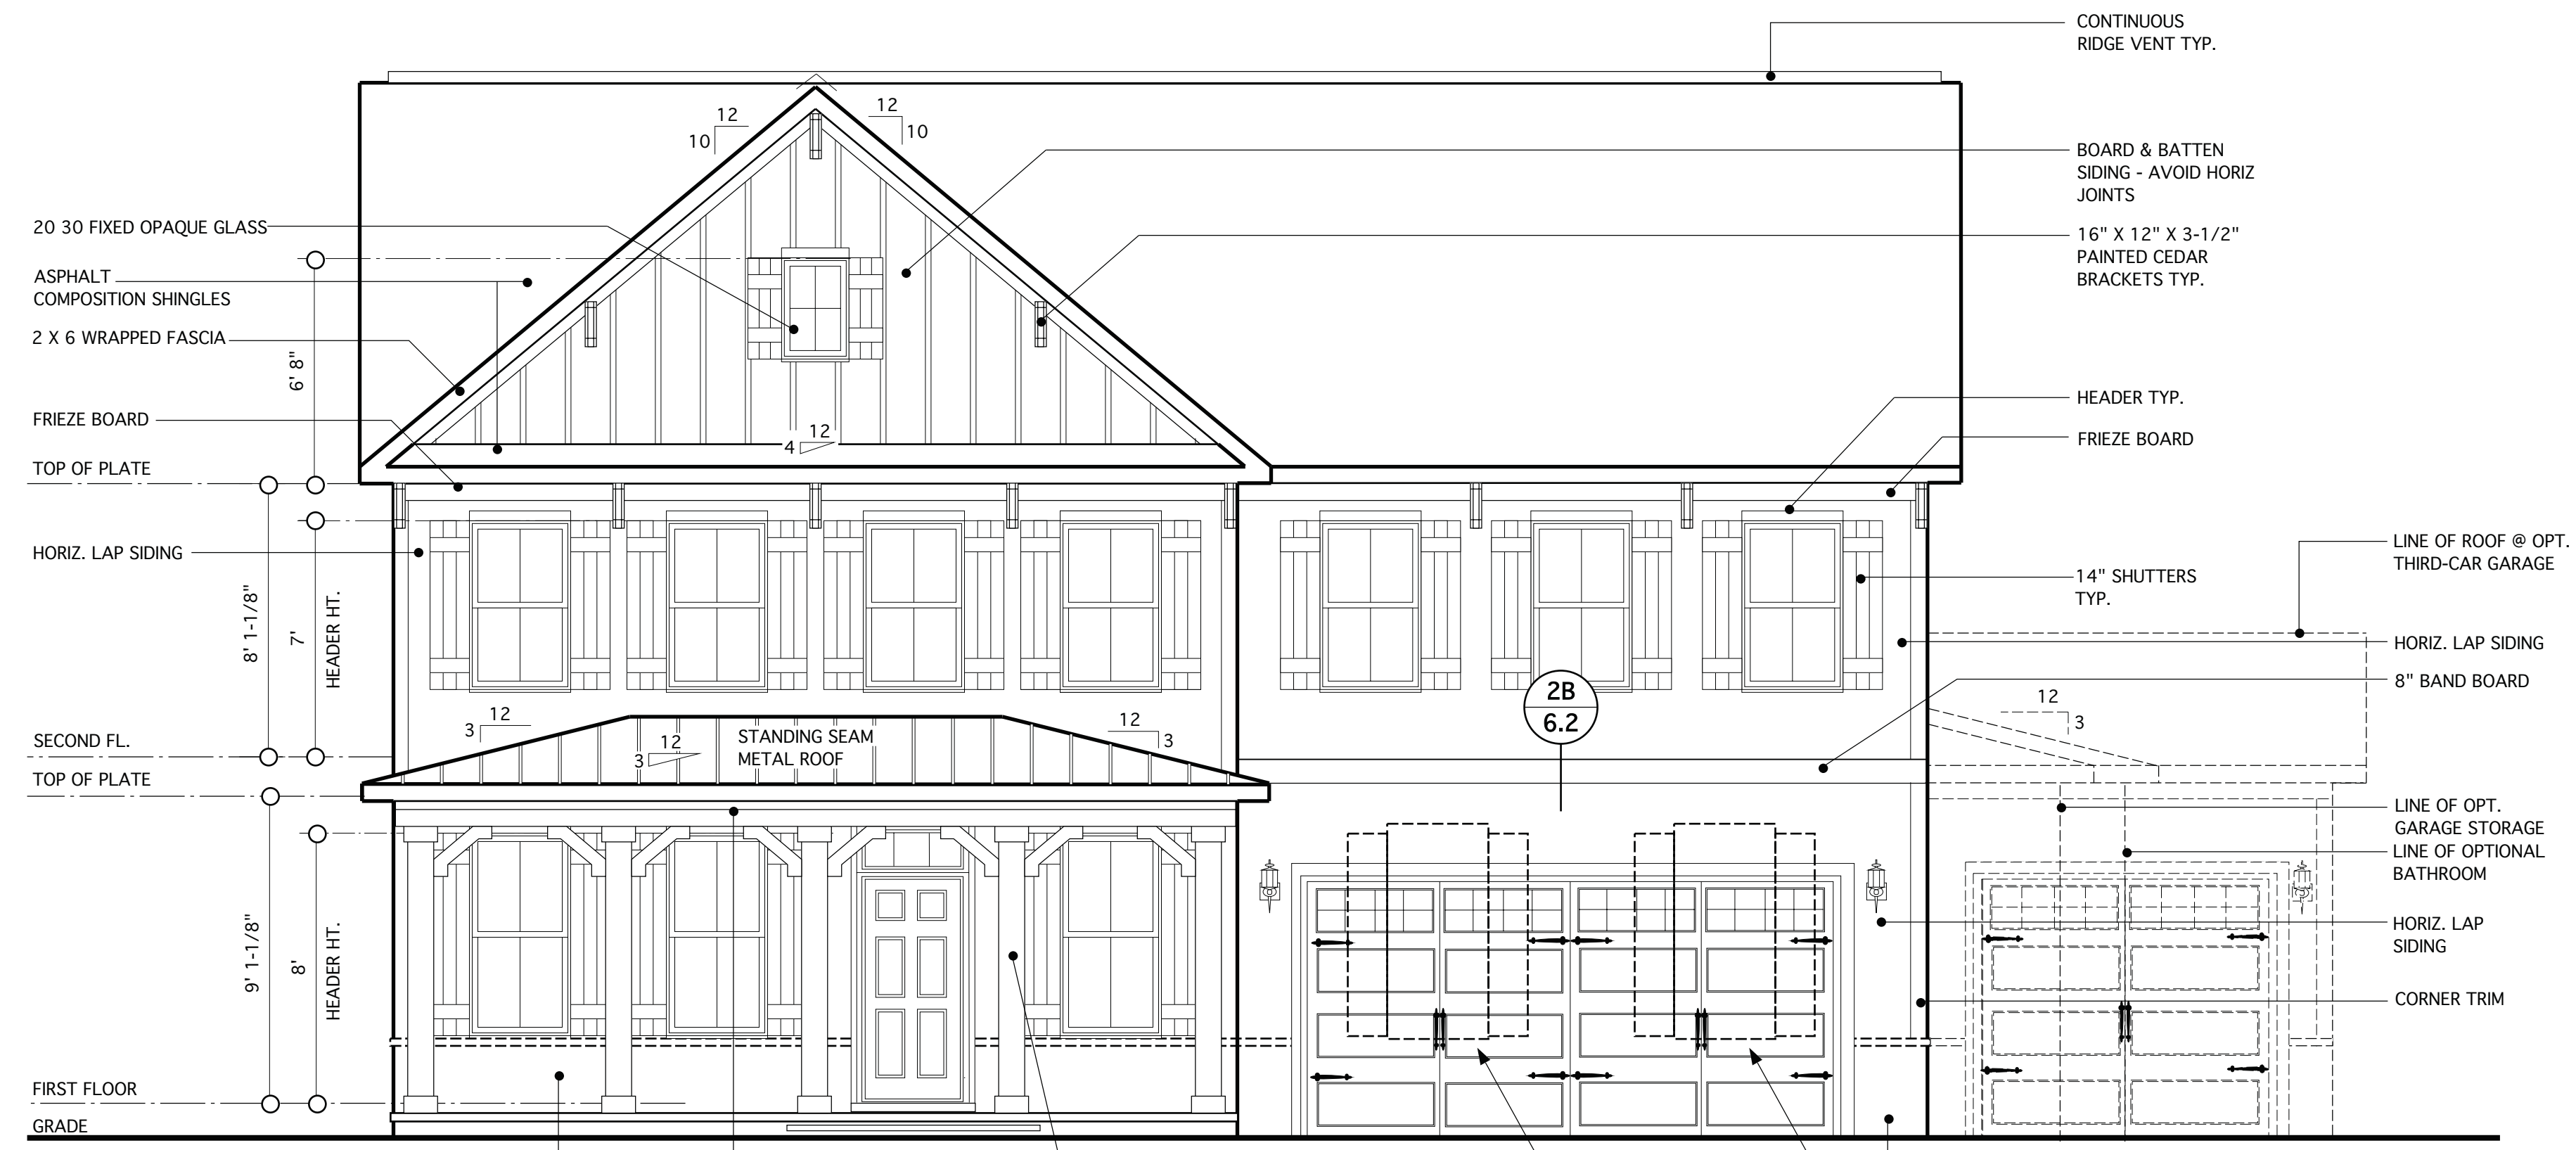 CONTINUOUS
RIDGE VENT TYP.
12
10
12
10
BOARD & BATTEN
SIDING - AVOID HORIZ
JOINTS
20 30 FIXED OPAQUE GLASS
16" X 12" X 3-1/2"
PAINTED CEDAR
BRACKETS TYP.
ASPHALT
COMPOSITION SHINGLES
2 X 6 WRAPPED FASCIA
6' 8"
HEADER TYP.
FRIEZE BOARD
12
4
FRIEZE BOARD
TOP OF PLATE
HORIZ. LAP SIDING
LINE OF ROOF @ OPT.
THIRD-CAR GARAGE
14" SHUTTERS
TYP.
8' 1-1/8"
7'
HEADER HT.
HORIZ. LAP SIDING
8" BAND BOARD
2B
6.2
12
3
12
3
12
3
12
3
STANDING SEAM
METAL ROOF
SECOND FL.
TOP OF PLATE
LINE OF OPT.
GARAGE STORAGE
LINE OF OPTIONAL
BATHROOM
9' 1-1/8"
8'
HEADER HT.
HORIZ. LAP
SIDING
CORNER TRIM
FIRST FLOOR
GRADE